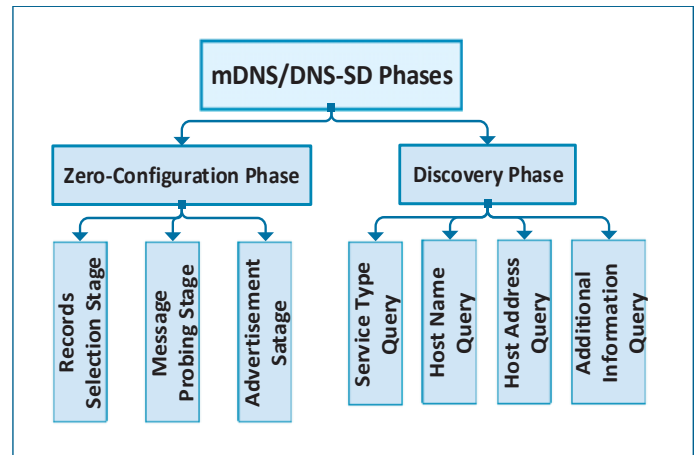 mDNS/DNS-SD Phases
Zero-Configuration Phase
Discovery Phase
Records
Selection Stage
Message
Probing Stage
Advertisement
Satage
Service Type
Query
Host Name
Query
Host Address
Query
Additional
Information Query